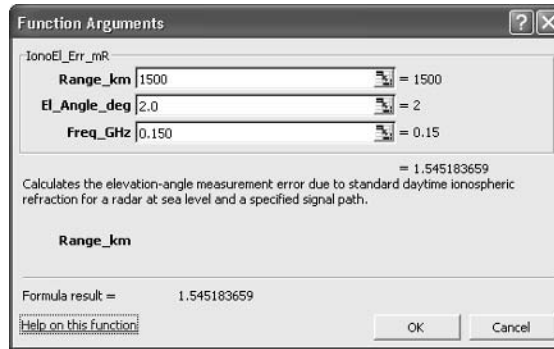 Function Arguments
IonoEl_Err_mR
Range_km 1500 = 1500
El_Angle_deg 2.0 = 2
Freq_GHz 0.150 = 0.15
= 1.545183659
Calculates the elevation-angle measurement error due to standard daytime ionospheric
refraction for a radar at sea level and a specified signal path.
Range_km
Formula result = 1.545183659
Help on this function OK Cancel